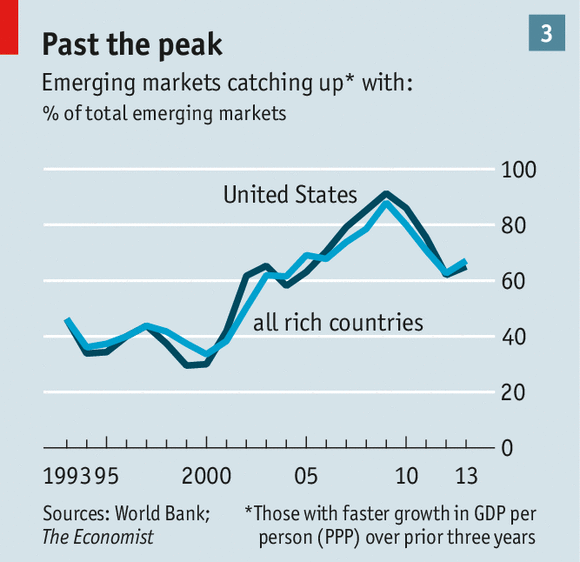 Past the peak
3
Emerging markets catching up* with:
% of total emerging markets
100
United States
80
60
all rich countries
40
20
0
1993 95 2000 05 10 13
Sources: World Bank;
The Economist
*Those with faster growth in GDP per
person (PPP) over prior three years